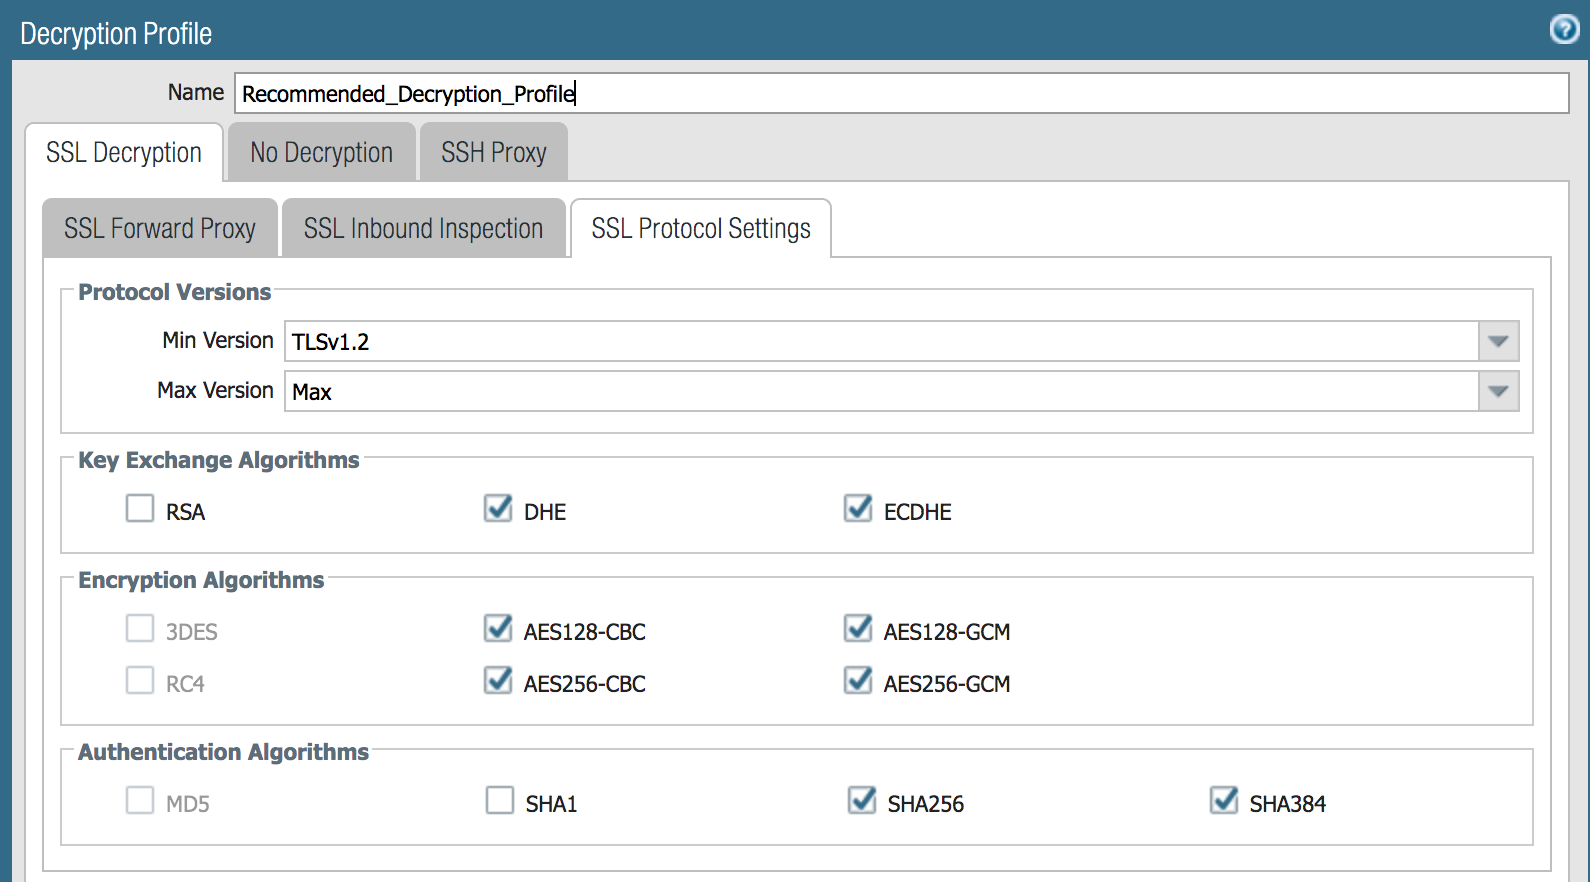 Decryption Profile
?
Name Recommended_Decryption_Profile
SSL Decryption No Decryption SSH Proxy
SSL Forward Proxy SSL Inbound Inspection SSL Protocol Settings
Protocol Versions
Min Version TLSv1.2
Max Version Max
Key Exchange Algorithms
RSA DHE ECDHE
Encryption Algorithms
3DES AES128-CBC AES128-GCM
RC4 AES256-CBC AES256-GCM
Authentication Algorithms
MD5 SHA1 SHA256 SHA384